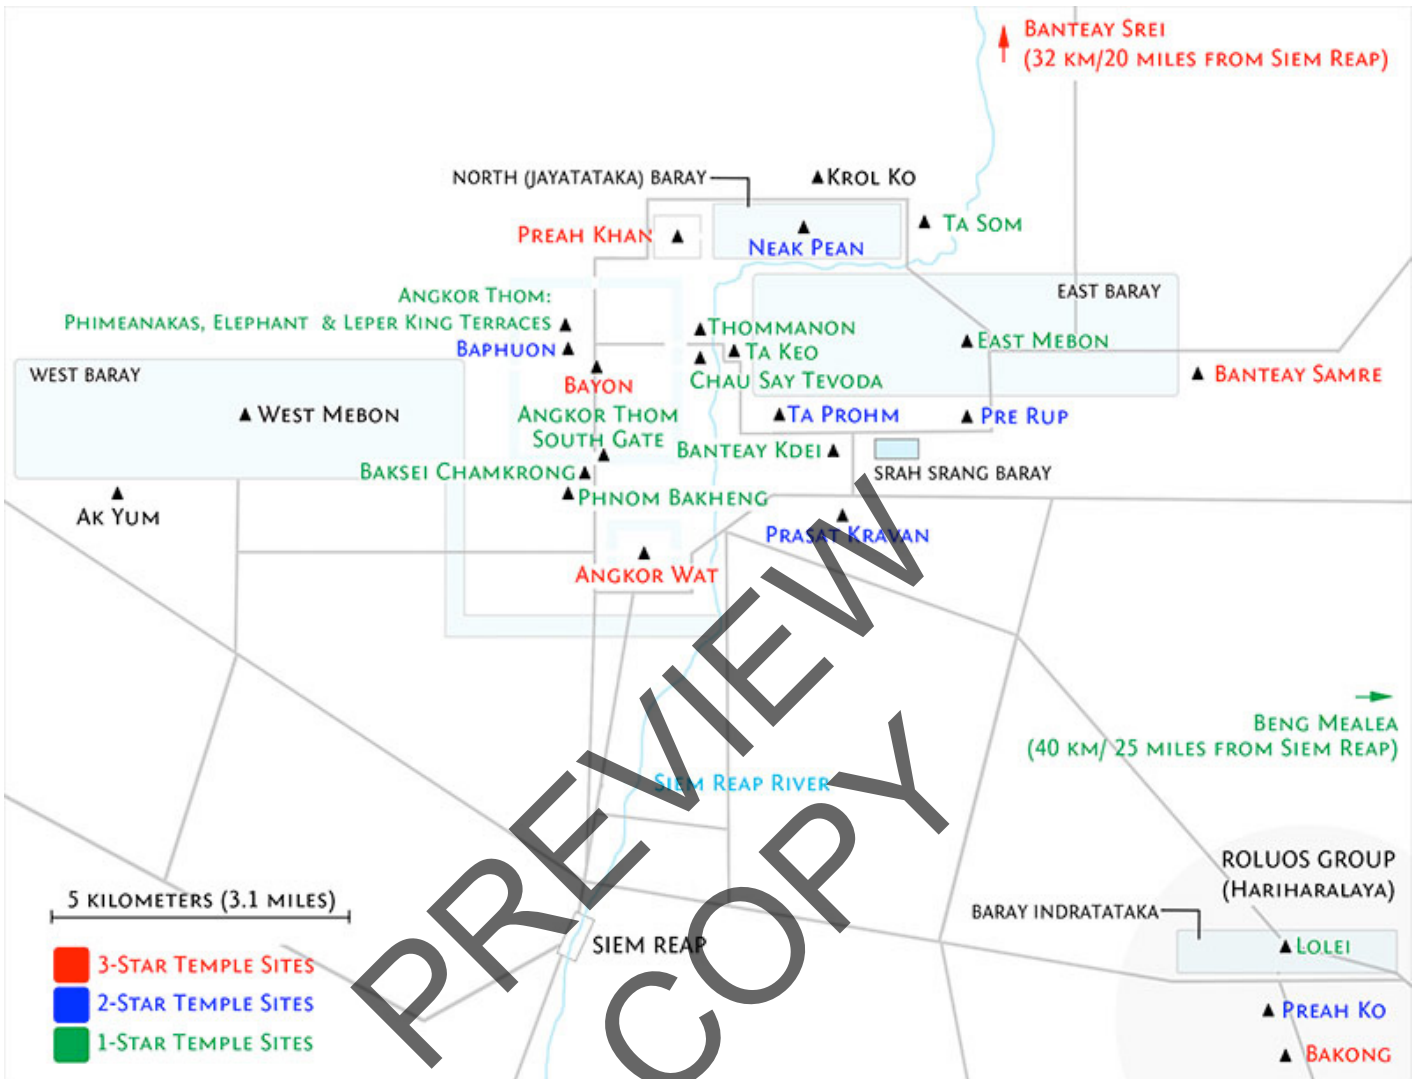 BANTEAY SREI
(32 KM/20 MILES FROM SIEM REAP)
NORTH (JAYATATAKA) BARAY
KROL KO
TA SOM
PREAH KHAN
NEAK PEAN
EAST BARAY
ANGKOR THOM:
PHIMEANAKAS, ELEPHANT & LEPER KING TERRACES
THOMMANON
EAST MEBON
BAPHUON
TA KEO
WEST BARAY
BAYON
CHAU SAY TEVODA
BANTEAY SAMRE
WEST MEBON
ANGKOR THOM
SOUTH GATE
TA PROHM
PRE RUP
BANTEAY KDEI
BAKSEI CHAMKRONG
SRAH SRANG BARAY
PHNOM BAKHENG
AK YUM
PRASAT KRAVAN
ANGKOR WAT
BENG MEALEA
(40 KM/ 25 MILES FROM SIEM REAP)
SIEM REAP RIVER
PREVIEW
COPY
ROLUOS GROUP
(HARIHARALAYA)
5 KILOMETERS (3.1 MILES)
BARAY INDRATATAKA
SIEM REAP
LOLEI
3-STAR TEMPLE SITES
2-STAR TEMPLE SITES
PREAH KO
1-STAR TEMPLE SITES
BAKONG